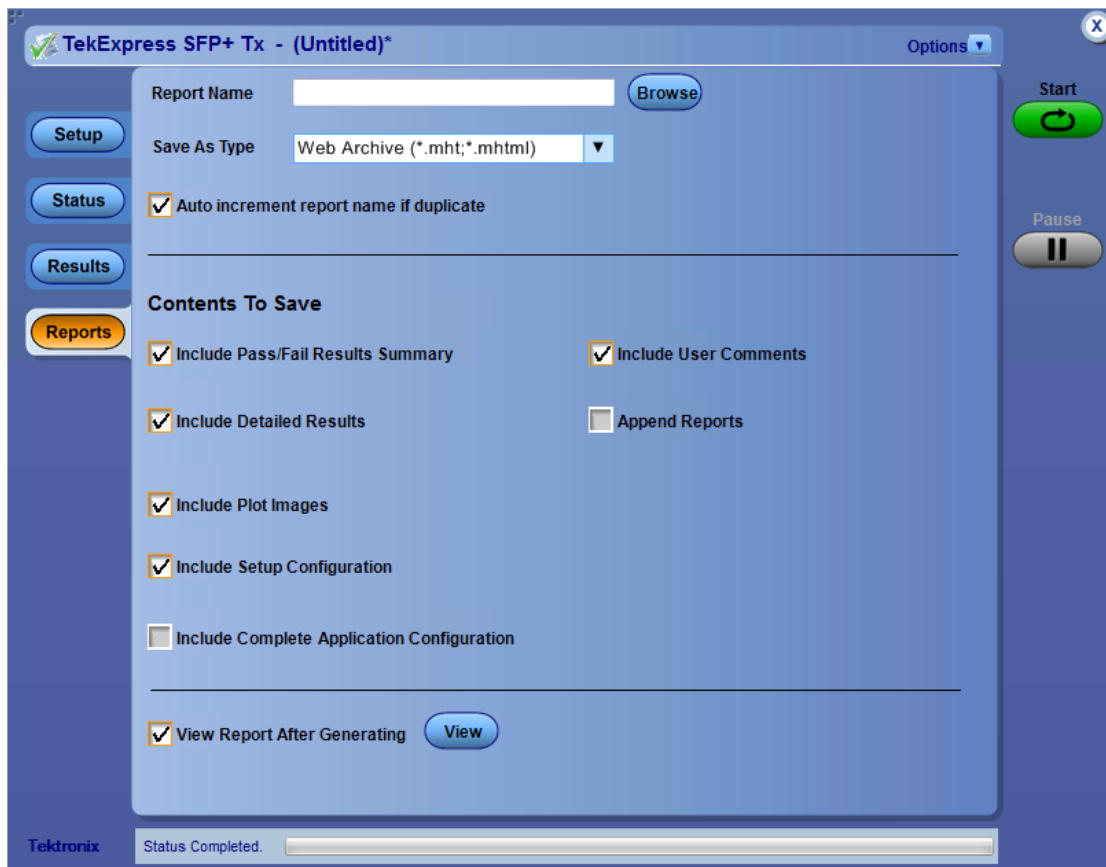 X
TekExpress SFP+ Tx - (Untitled)*
Options
Report Name
Browse
Start
Setup
Save As Type
Web Archive (*.mht;*.mhtml)
Status
Auto increment report name if duplicate
Pause
Results
Contents To Save
Reports
Include Pass/Fail Results Summary
Include User Comments
Include Detailed Results
Append Reports
Include Plot Images
Include Setup Configuration
Include Complete Application Configuration
View Report After Generating
View
Tektronix
Status Completed.